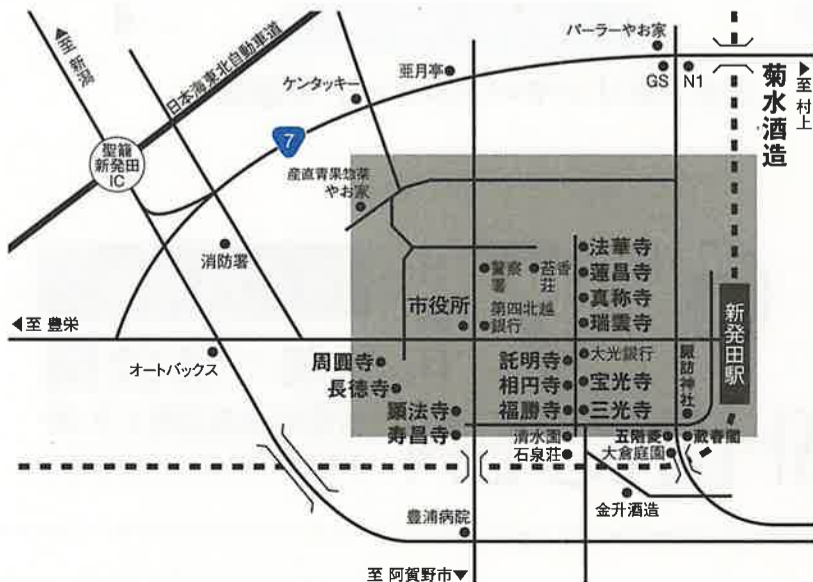 至 新潟
日本海東北自動車道
パーラーやお家
亜月亭
ケンタッキー
GS
N1
至 村上
菊水酒造
7
聖籠
新発田
IC
産直青果惣菜
やお家
消防署
警察
署
苔香
荘
法華寺
蓮昌寺
真称寺
瑞雲寺
市役所
第四北越
銀行
新発田駅
至 豊栄
オートバックス
周圓寺
長徳寺
託明寺
大光銀行
相円寺
宝光寺
諏訪神社
顕法寺
福勝寺
三光寺
寿昌寺
清水園
石泉荘
五階菱
蔵春閣
大倉庭園
金升酒造
豊浦病院
至 阿賀野市